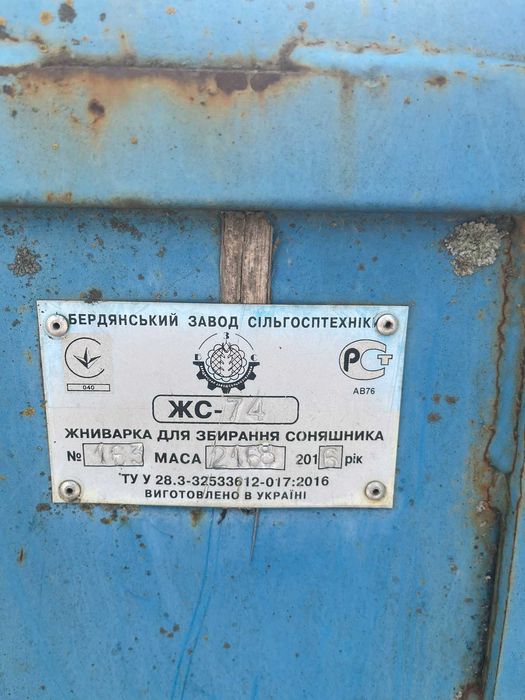 БЕРДЯНСЬКИЙ ЗАВОД СІЛЬГОСПТЕХНІКИ
040
АВ76
ЖС-74
ЖНИВАРКА ДЛЯ ЗБИРАННЯ СОНЯШНИКА
№ 163 МАСА 2168 2016 рік
ТУ У 28.3-32533612-017:2016
ВИГОТОВЛЕНО В УКРАЇНІ